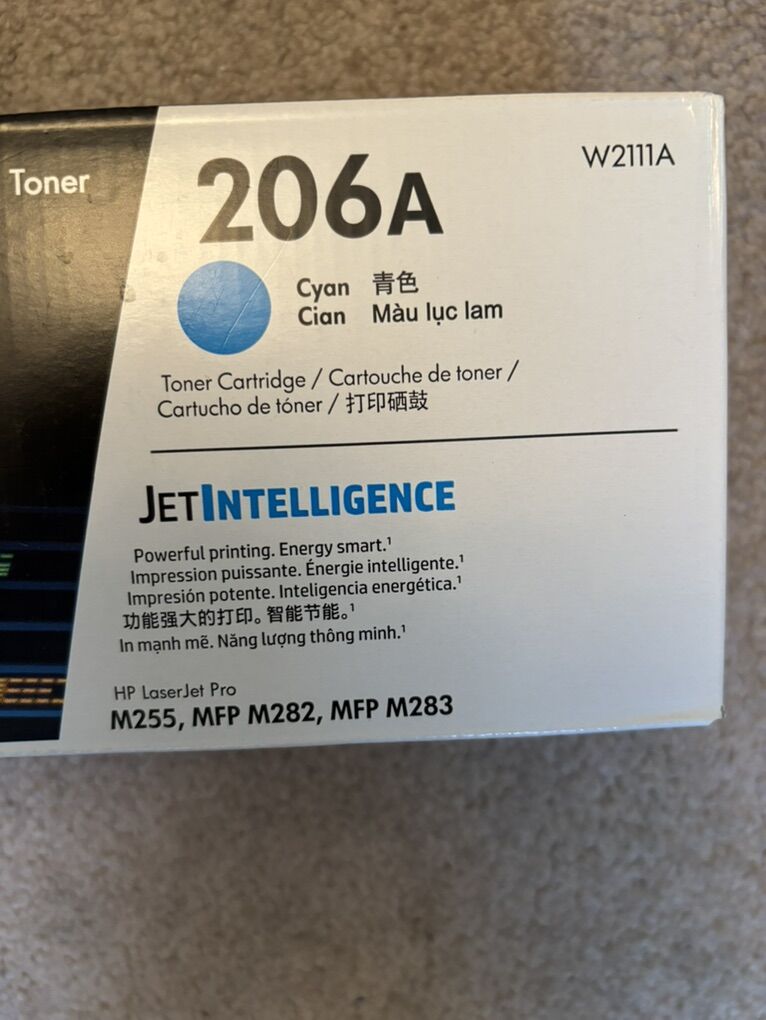 Toner
206A
W2111A
Cyan 青色
Cian Màu lục lam
Toner Cartridge / Cartouche de toner /
Cartucho de tóner / 打印硒鼓
JETINTELLIGENCE
Powerful printing. Energy smart.¹
Impression puissante. Énergie intelligente.¹
Impresión potente. Inteligencia energética.¹
功能强大的打印。智能节能。¹
In mạnh mẽ. Năng lượng thông minh.¹
HP LaserJet Pro
M255, MFP M282, MFP M283